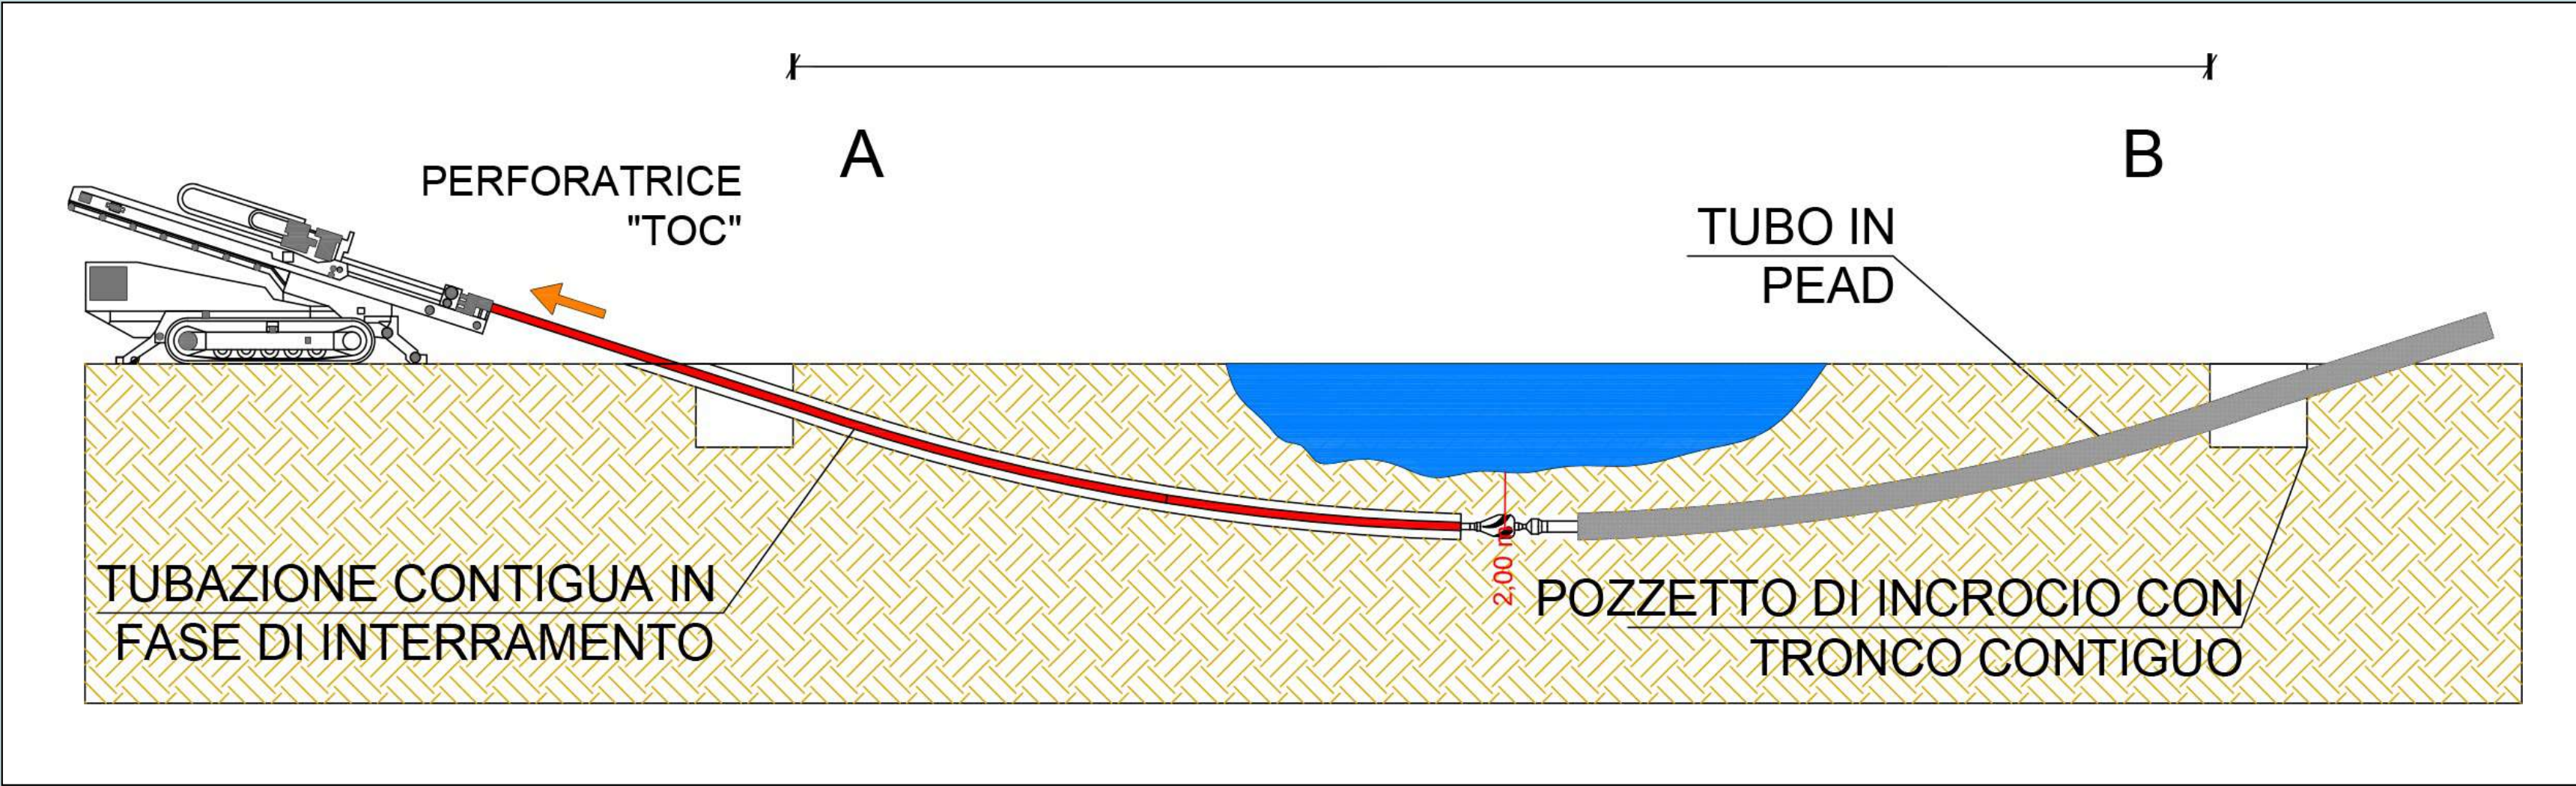 A
B
PERFORATRICE
"TOC"
TUBO IN
PEAD
2,00 m
TUBAZIONE CONTIGUA IN
FASE DI INTERRAMENTO
POZZETTO DI INCROCIO CON
TRONCO CONTIGUO